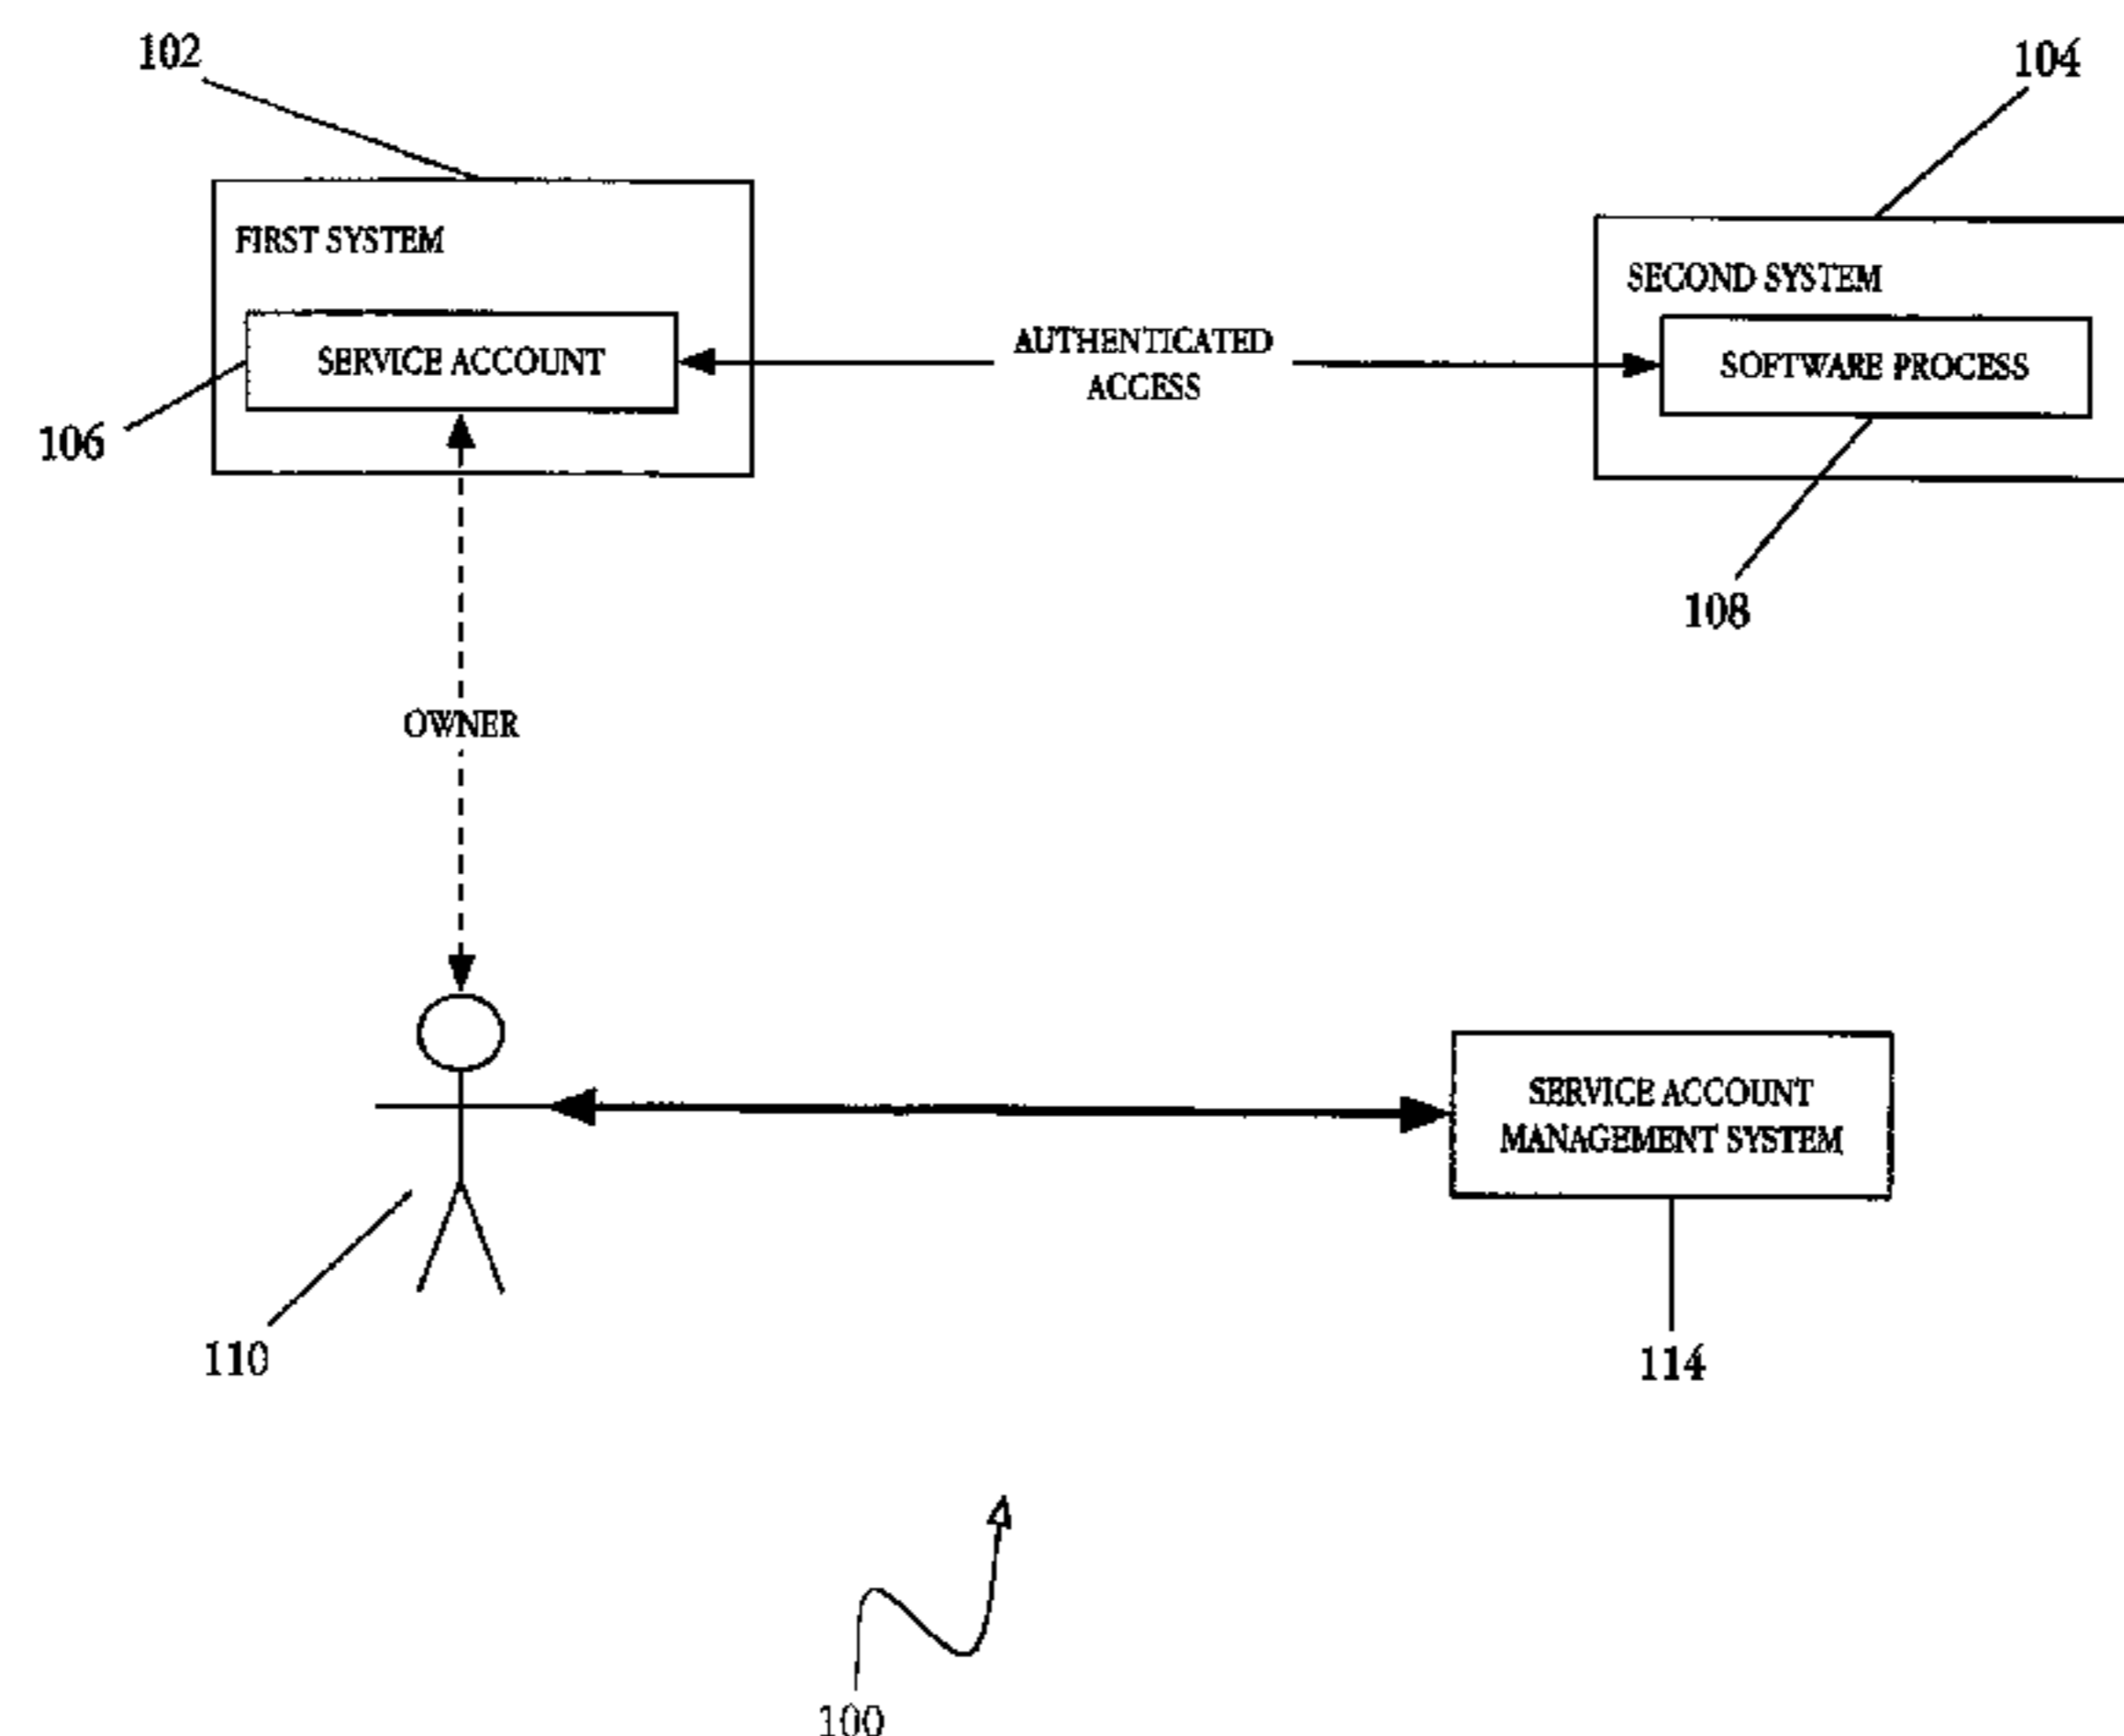 102
104
FIRST SYSTEM
SECOND SYSTEM
SERVICE ACCOUNT
AUTHENTICATED
ACCESS
SOFTWARE PROCESS
106
108
OWNER
SERVICE ACCOUNT
MANAGEMENT SYSTEM
110
114
100